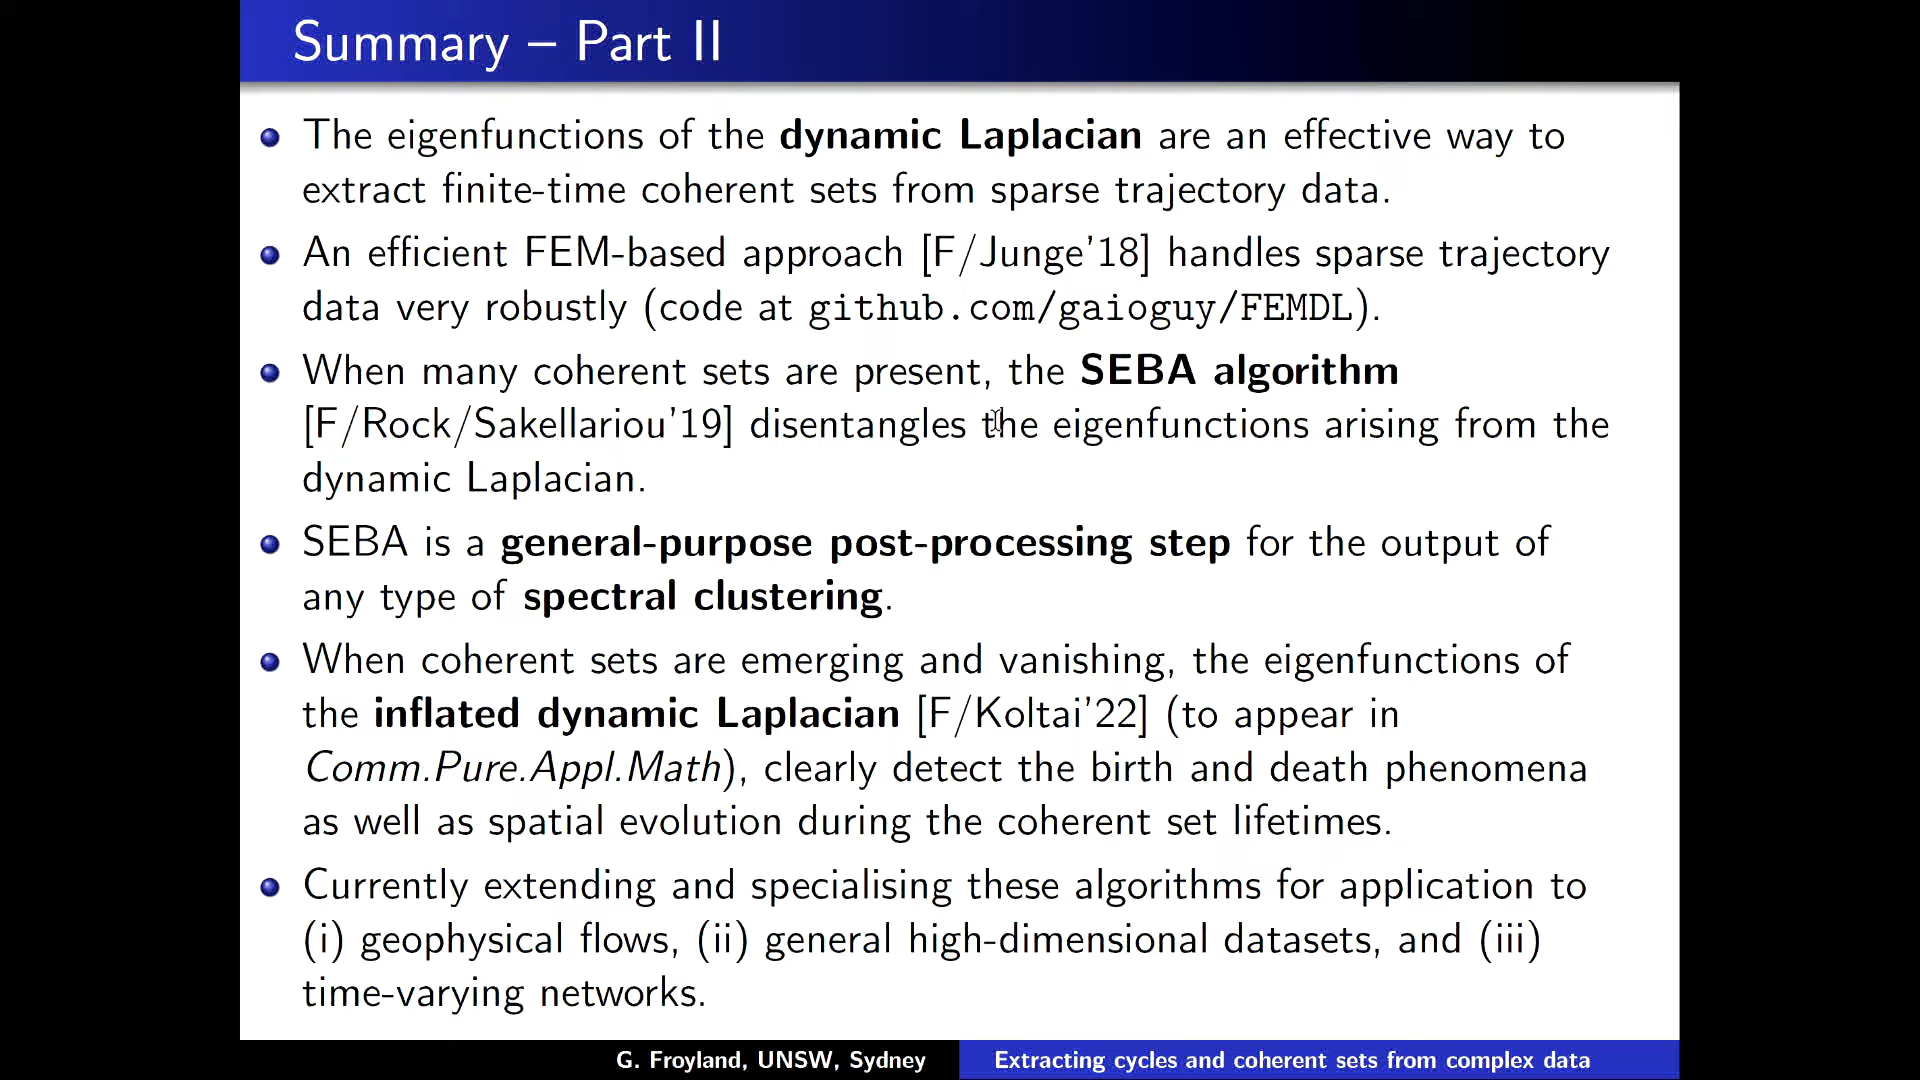 Summary – Part II
The eigenfunctions of the dynamic Laplacian are an effective way to
extract finite-time coherent sets from sparse trajectory data.
An efficient FEM-based approach [F/Junge'18] handles sparse trajectory
data very robustly (code at github.com/gaioguy/FEMDL).
When many coherent sets are present, the SEBA algorithm
[F/Rock/Sakellariou'19] disentangles the eigenfunctions arising from the
dynamic Laplacian.
SEBA is a general-purpose post-processing step for the output of
any type of spectral clustering.
When coherent sets are emerging and vanishing, the eigenfunctions of
the inflated dynamic Laplacian [F/Koltai'22] (to appear in
Comm.Pure.Appl.Math), clearly detect the birth and death phenomena
as well as spatial evolution during the coherent set lifetimes.
Currently extending and specialising these algorithms for application to
(i) geophysical flows, (ii) general high-dimensional datasets, and (iii)
time-varying networks.
G. Froyland, UNSW, Sydney
Extracting cycles and coherent sets from complex data